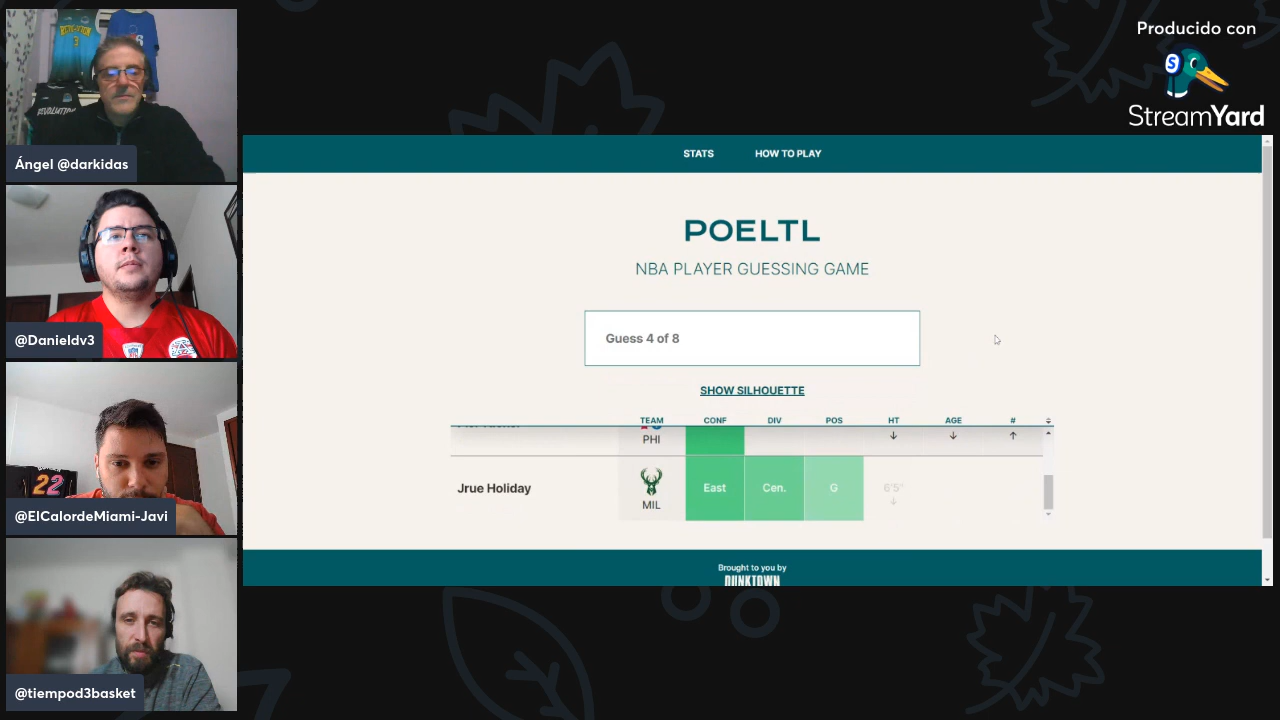 Producido con
StreamYard
Ángel @darkidas
@Danieldv3
@ElCalordeMiami-Javi
22
@tiempod3basket
STATS
HOW TO PLAY
POELTL
NBA PLAYER GUESSING GAME
Guess 4 of 8
SHOW SILHOUETTE
TEAM CONF DIV POS HT AGE #
PHI
Jrue Holiday
MIL
East Cen. G 6'5"
Brought to you by
DUNKTOWN